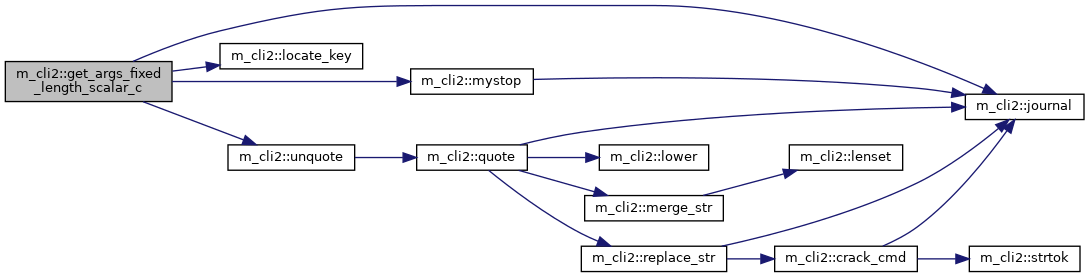 m_cli2::get_args_fixed
_length_scalar_c
m_cli2::locate_key
m_cli2::mystop
m_cli2::journal
m_cli2::unquote
m_cli2::quote
m_cli2::lower
m_cli2::lenset
m_cli2::merge_str
m_cli2::replace_str
m_cli2::crack_cmd
m_cli2::strtok